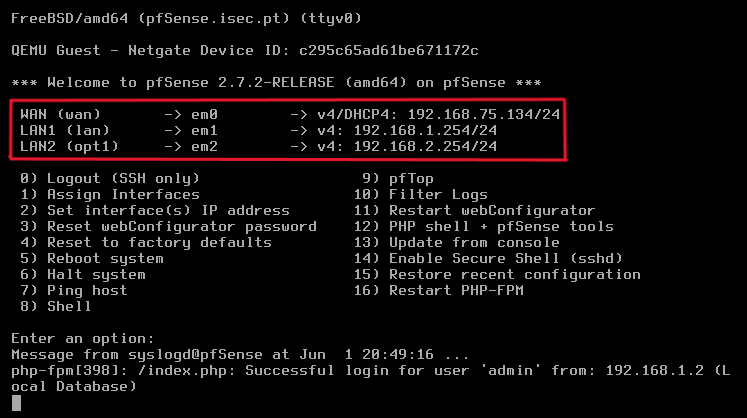 FreeBSD/amd64 (pfSense.isec.pt) (ttyv0)
QEMU Guest - Netgate Device ID: c295c65ad61be671172c
*** Welcome to pfSense 2.7.2-RELEASE (amd64) on pfSense ***
WAN (wan) -> em0 -> v4/DHCP4: 192.168.75.134/24
LAN1 (lan) -> em1 -> v4: 192.168.1.254/24
LAN2 (opt1) -> em2 -> v4: 192.168.2.254/24
0) Logout (SSH only) 9) pfTop
1) Assign Interfaces 10) Filter Logs
2) Set interface(s) IP address 11) Restart webConfigurator
3) Reset webConfigurator password 12) PHP shell + pfSense tools
4) Reset to factory defaults 13) Update from console
5) Reboot system 14) Enable Secure Shell (sshd)
6) Halt system 15) Restore recent configuration
7) Ping host 16) Restart PHP-FPM
8) Shell
Enter an option:
Message from syslogd@pfSense at Jun 1 20:49:16 ...
php-fpm[398]: /index.php: Successful login for user 'admin' from: 192.168.1.2 (L
ocal Database)